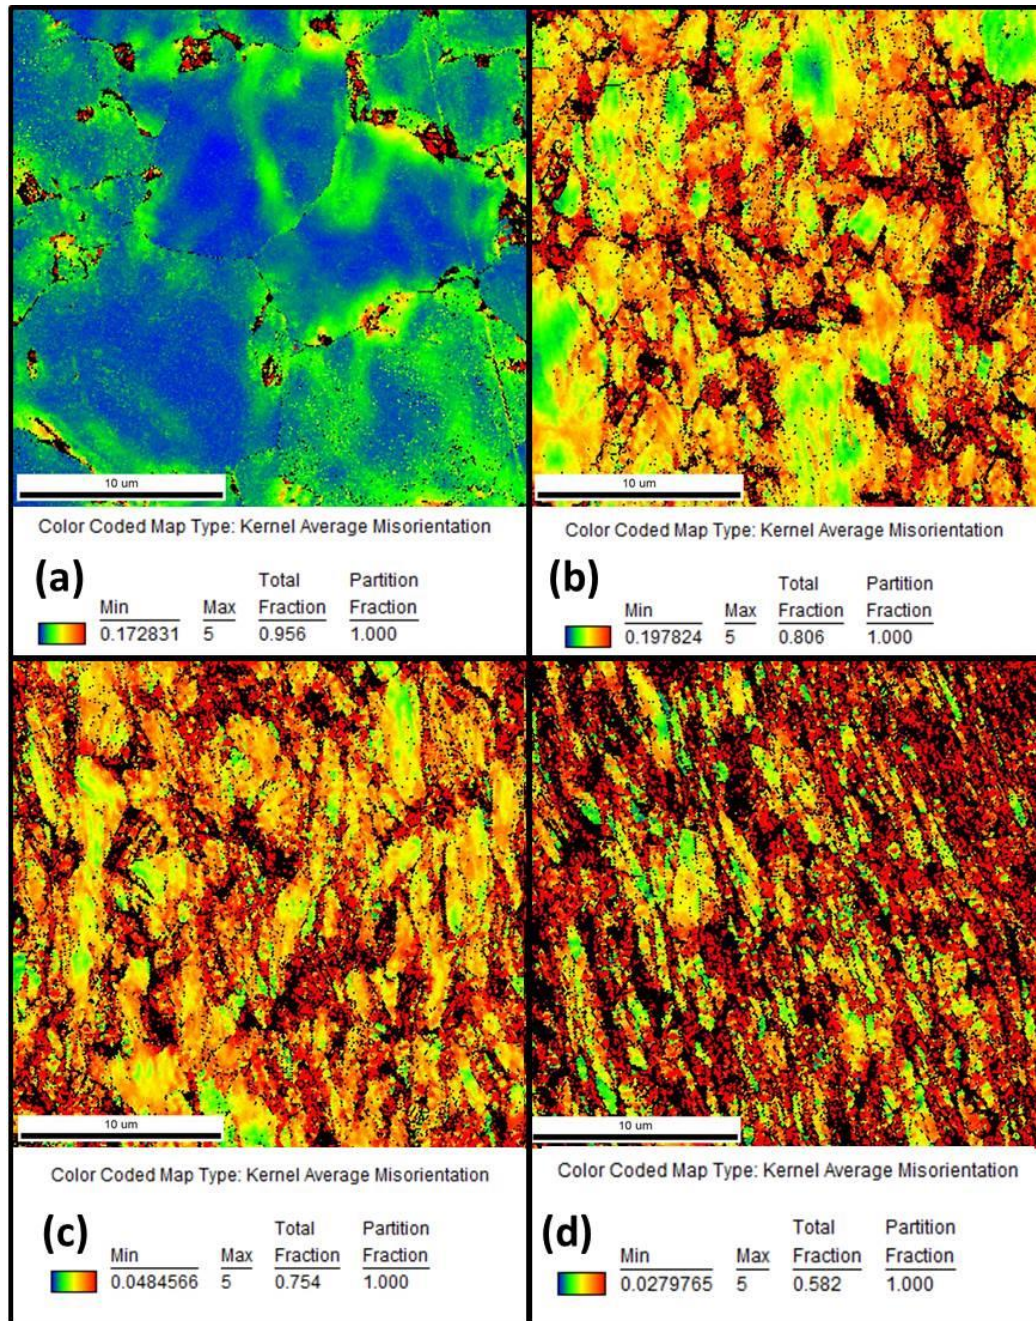 10 um
Color Coded Map Type: Kernel Average Misorientation
(a)
Total Partition
Min Max Fraction Fraction
0.172831 5 0.956 1.000
10 um
Color Coded Map Type: Kernel Average Misorientation
(b)
Total Partition
Min Max Fraction Fraction
0.197824 5 0.806 1.000
10 um
Color Coded Map Type: Kernel Average Misorientation
(c)
Total Partition
Min Max Fraction Fraction
0.0484566 5 0.754 1.000
10 um
Color Coded Map Type: Kernel Average Misorientation
(d)
Total Partition
Min Max Fraction Fraction
0.0279765 5 0.582 1.000